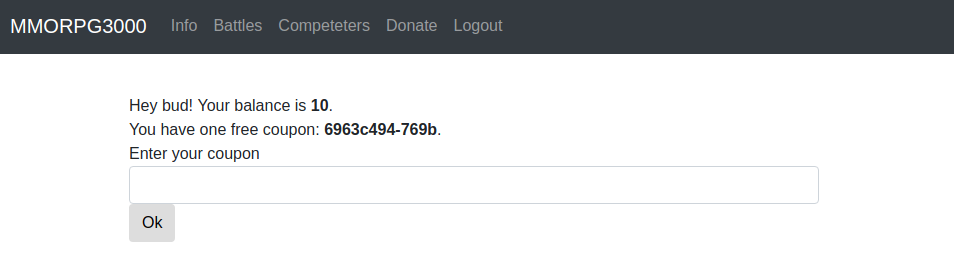 MMORPG3000 Info Battles Competeters Donate Logout
Hey bud! Your balance is 10.
You have one free coupon: 6963c494-769b.
Enter your coupon
Ok